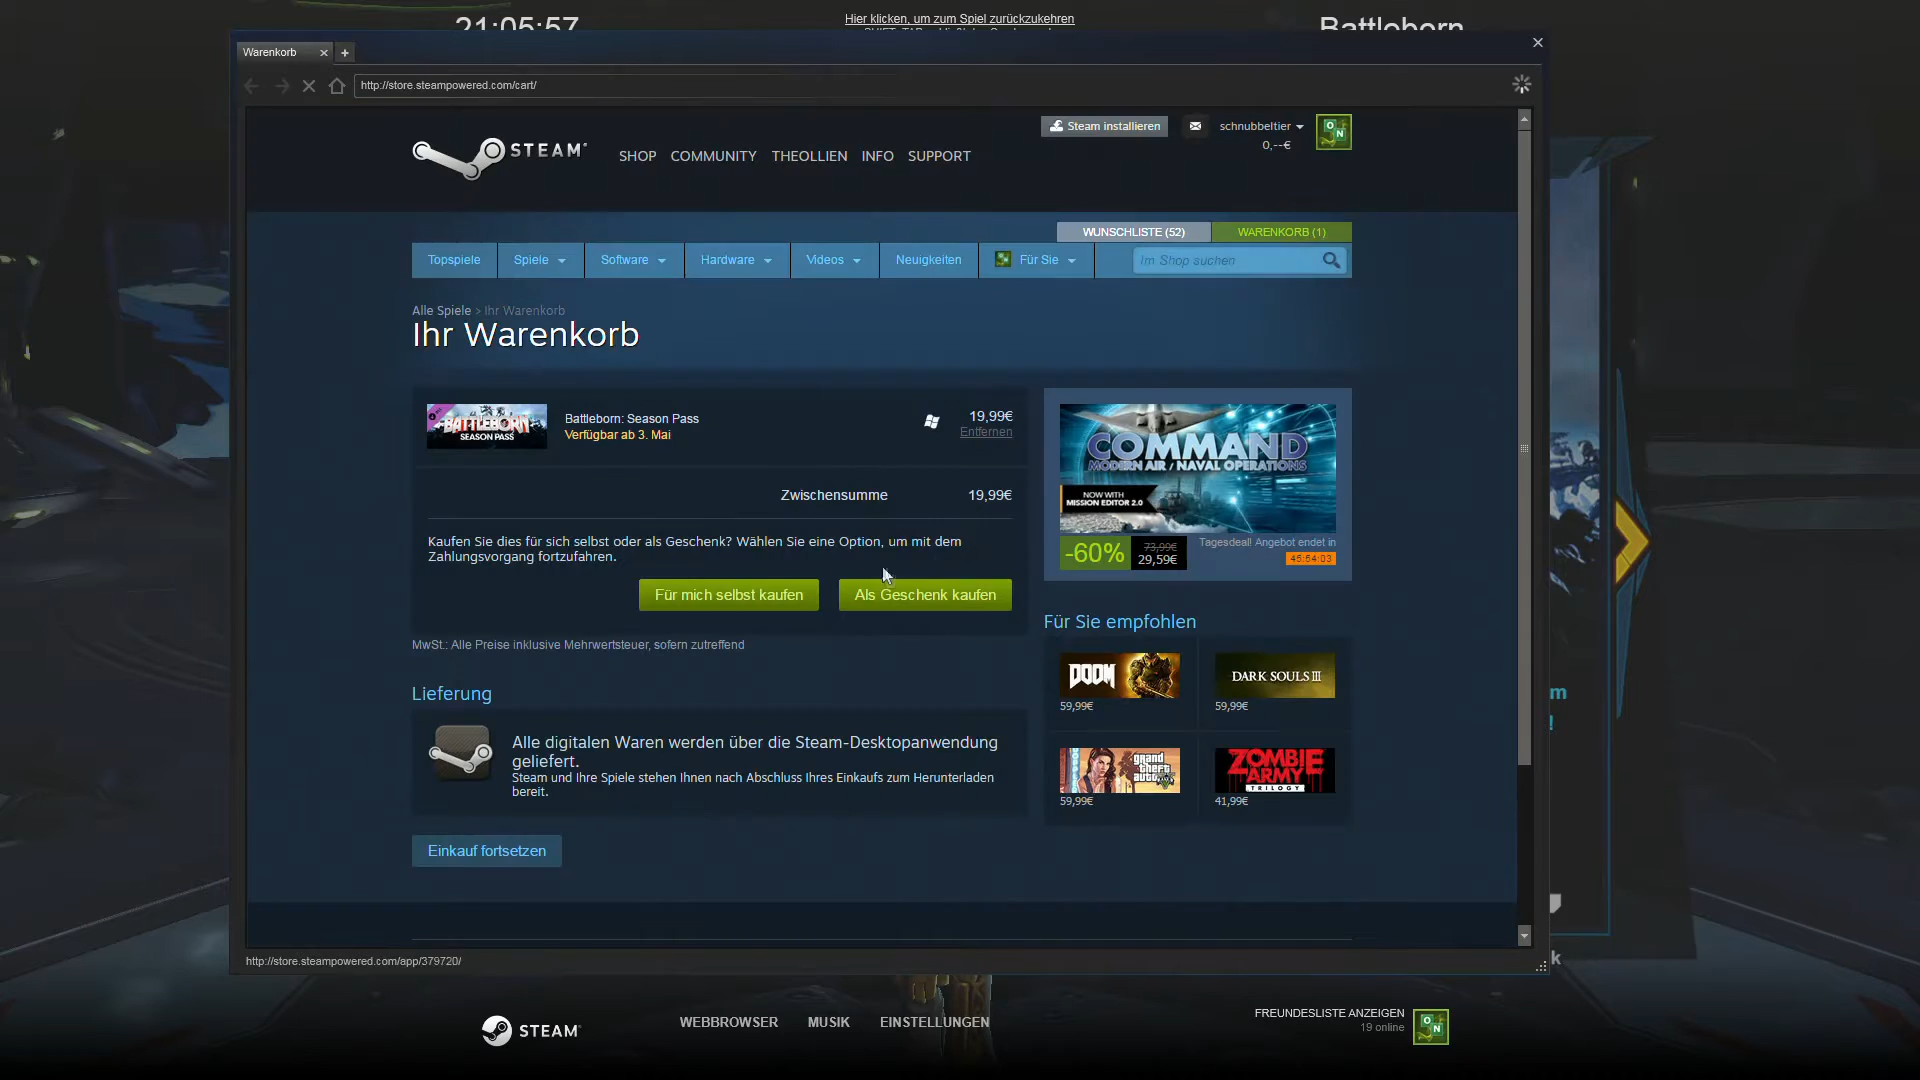 21:05:57
Hier klicken, um zum Spiel zurückzukehren
Battleborn
Warenkorb
http://store.steampowered.com/cart/
Steam installieren
schnubbeltier
0,--€
STEAM
SHOP
COMMUNITY
THEOLLIEN
INFO
SUPPORT
WUNSCHLISTE (52)
WARENKORB (1)
Topspiele
Spiele
Software
Hardware
Videos
Neuigkeiten
Für Sie
Im Shop suchen
Alle Spiele > Ihr Warenkorb
Ihr Warenkorb
BATTLEBORN
SEASON PASS
Battleborn: Season Pass
Verfügbar ab 3. Mai
19,99€
Entfernen
Zwischensumme
19,99€
Kaufen Sie dies für sich selbst oder als Geschenk? Wählen Sie eine Option, um mit dem
Zahlungsvorgang fortzufahren.
Für mich selbst kaufen
Als Geschenk kaufen
MwSt.: Alle Preise inklusive Mehrwertsteuer, sofern zutreffend
Lieferung
Alle digitalen Waren werden über die Steam-Desktopanwendung
geliefert.
Steam und Ihre Spiele stehen Ihnen nach Abschluss Ihres Einkaufs zum Herunterladen
bereit.
Einkauf fortsetzen
COMMAND
MODERN AIR / NAVAL OPERATIONS
NOW WITH
MISSION EDITOR 2.0
-60%
73,99€
29,59€
Tagesdeal! Angebot endet in
45:54:03
Für Sie empfohlen
DOOM
59,99€
DARK SOULS III
59,99€
grand
theft
auto
V
59,99€
ZOMBIE
ARMY
TRILOGY
41,99€
m
!
k
http://store.steampowered.com/app/379720/
STEAM
WEBBROWSER
MUSIK
EINSTELLUNGEN
FREUNDESLISTE ANZEIGEN
19 online
O
N